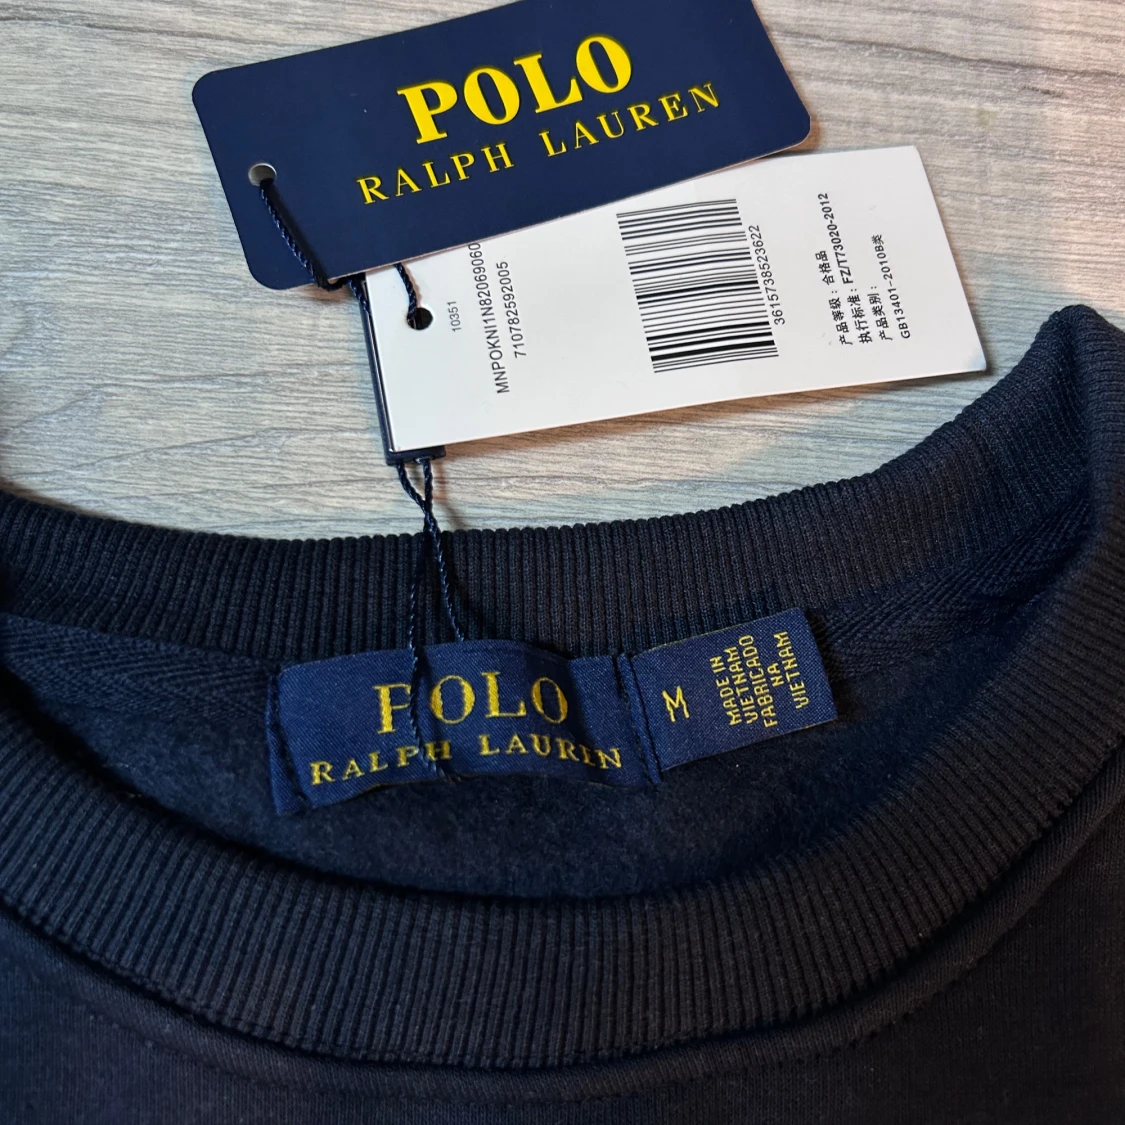 POLO
RALPH LAUREN
10351
MNPOKNI1N82069060
710782592005
3615738523622
产品等级：合格品
执行标准：FZ/T73020-2012
产品类别：
GB13401-2010B类
POLO
RALPH LAUREN
M
MADE IN
VIETNAM
FABRICADO
NA
VIETNAM